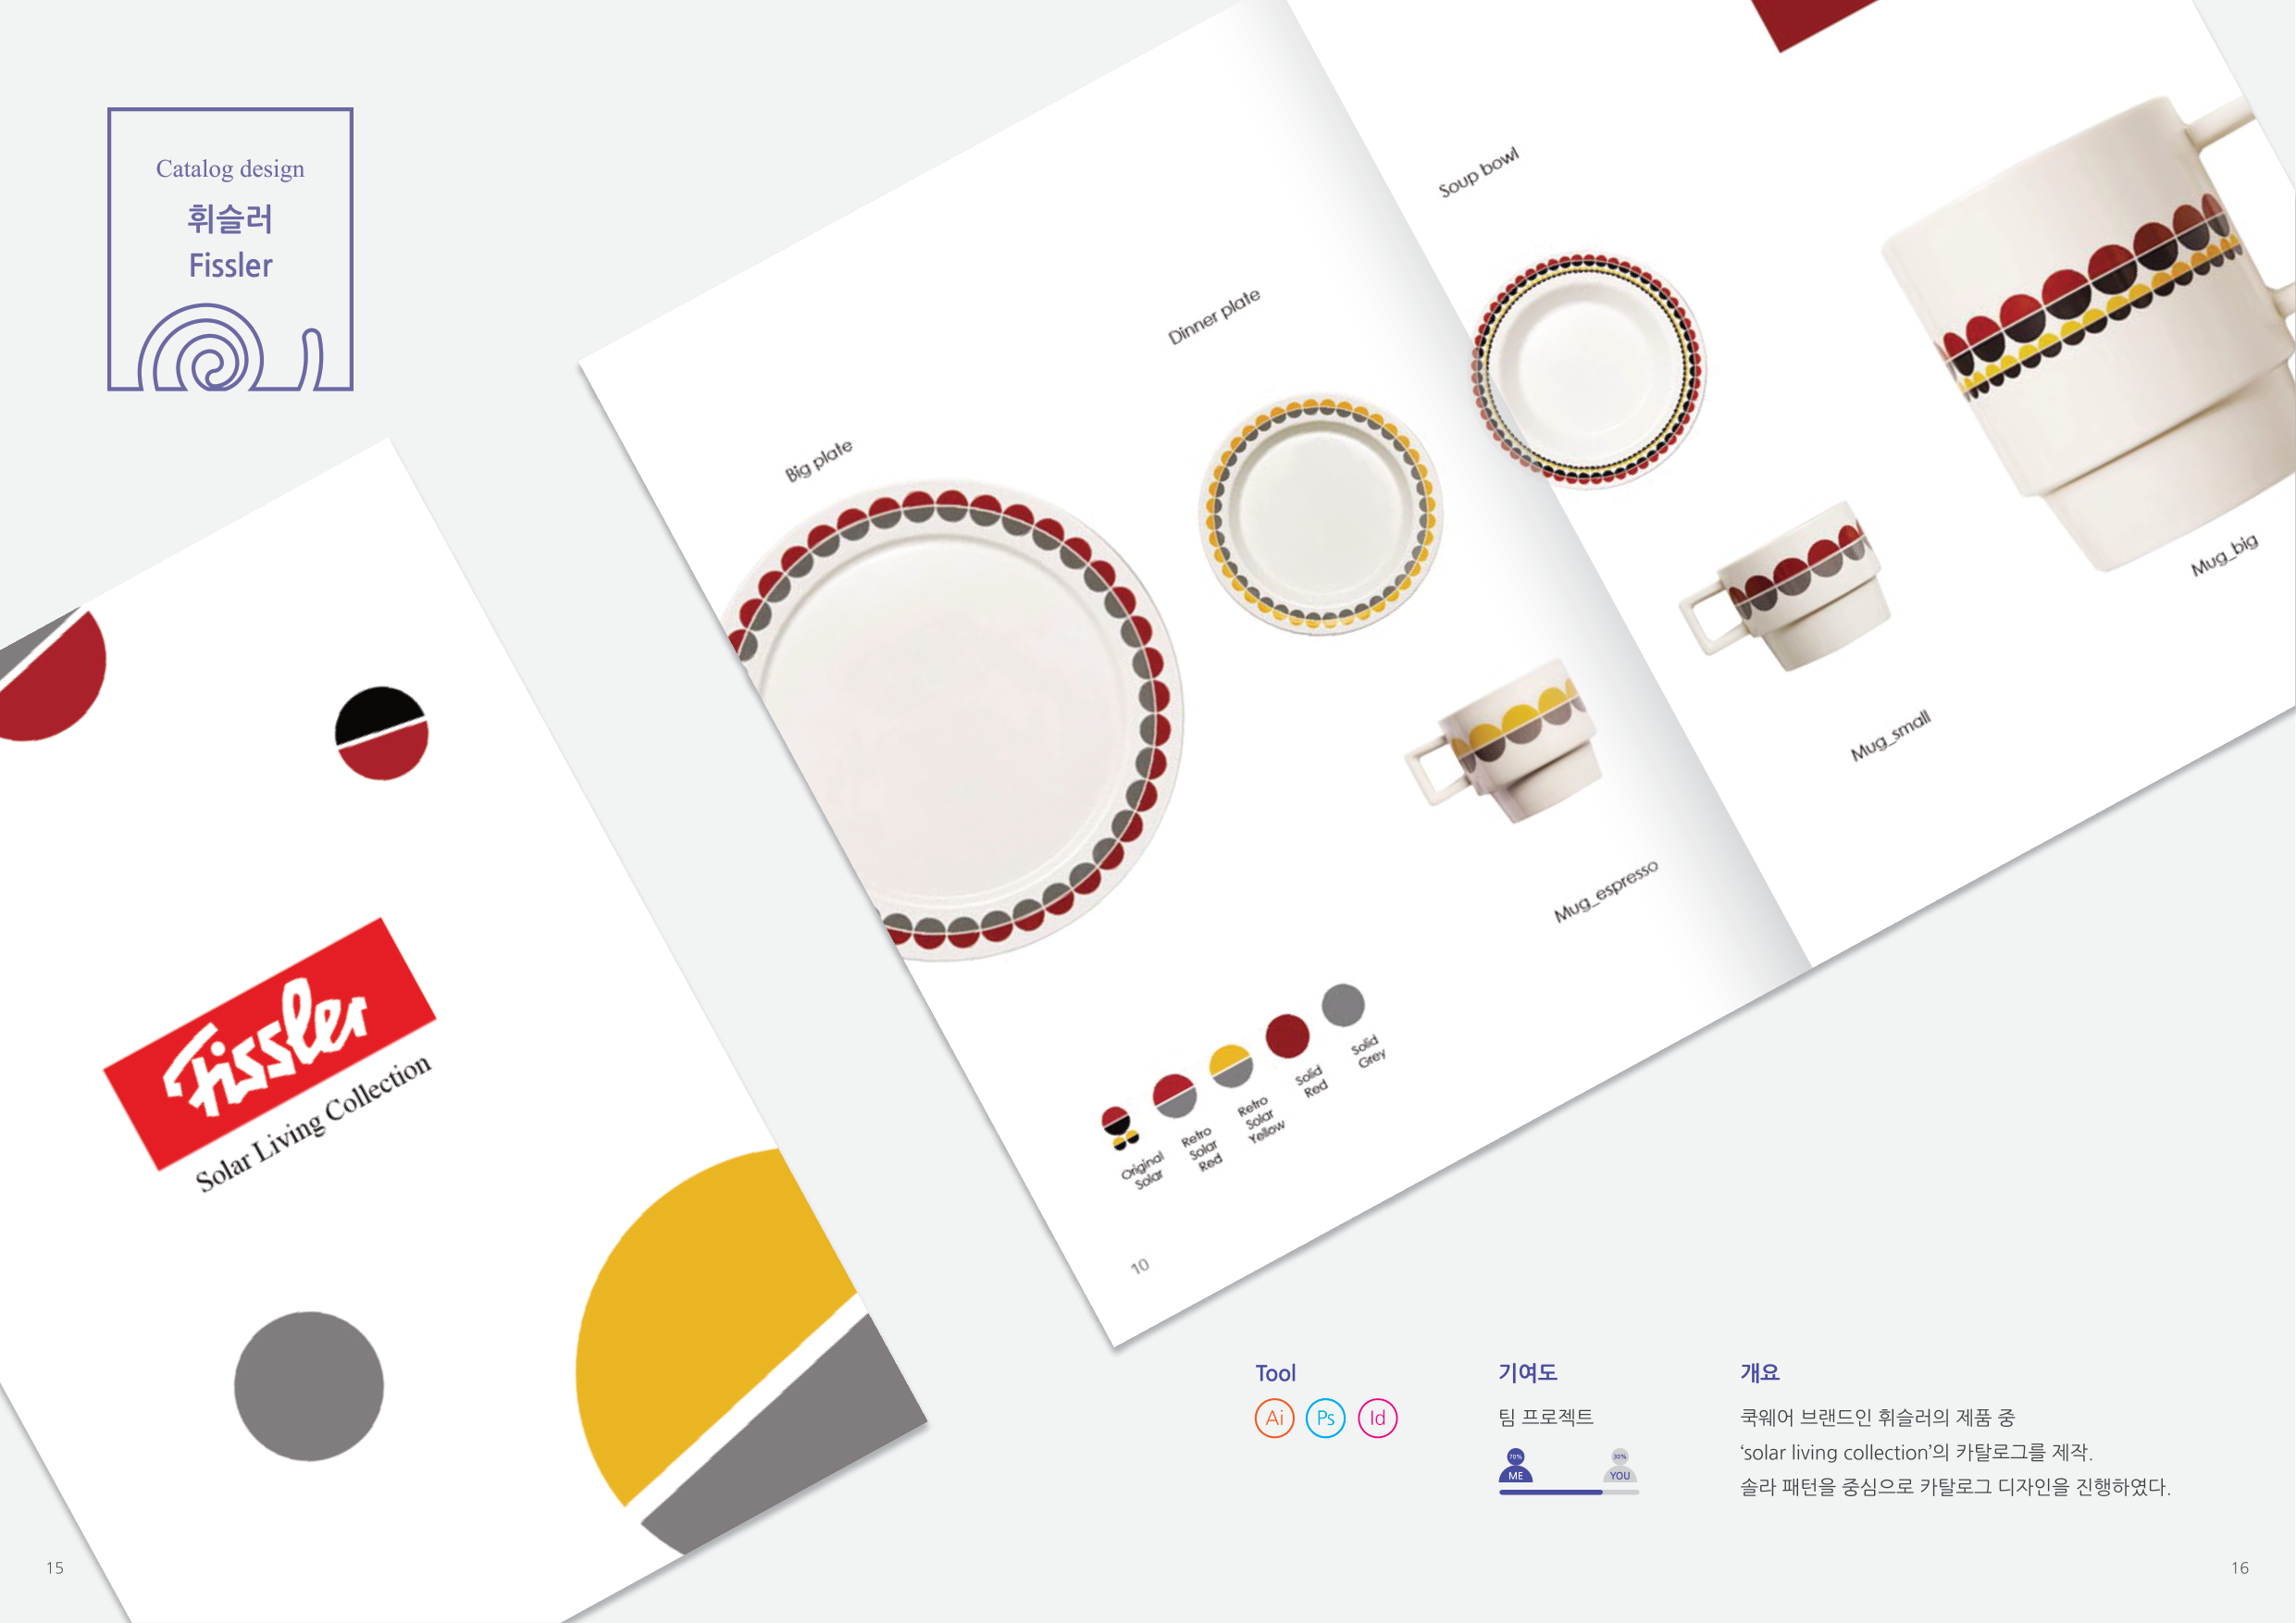 Catalog design
휘슬러
Fissler
Fissler
Solar Living Collection
Big plate
Dinner plate
Soup bowl
Mug_big
Mug_small
Mug_espresso
Original
Solar
Retro
Solar
Red
Retro
Solar
Yellow
Solid
Red
Solid
Grey
10
Tool
Ai Ps Id
기여도
팀 프로젝트
70% 30%
ME YOU
개요
쿡웨어 브랜드인 휘슬러의 제품 중
‘solar living collection’의 카탈로그를 제작.
솔라 패턴을 중심으로 카탈로그 디자인을 진행하였다.
15
16